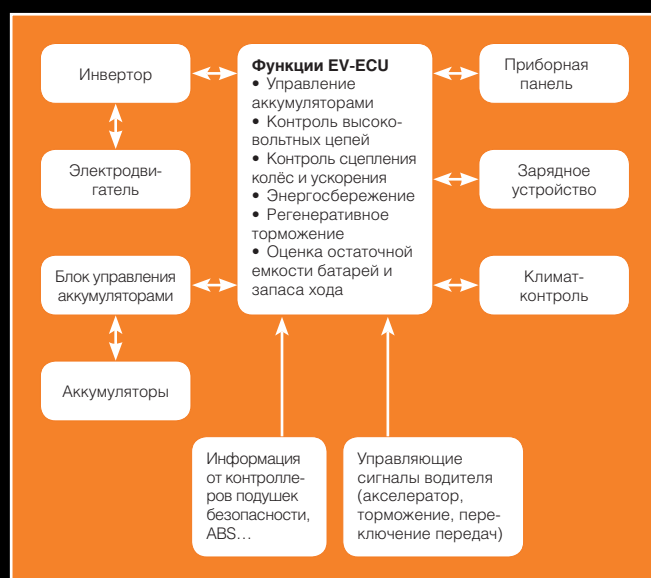 Инвертор
Электродви-
гатель
Блок управления
аккумуляторами
Аккумуляторы
Функции EV-ECU
• Управление
аккумуляторами
• Контроль высоко-
вольтных цепей
• Контроль сцепления
колёс и ускорения
• Энергосбережение
• Регенеративное
торможение
• Оценка остаточной
емкости батарей и
запаса хода
Приборная
панель
Зарядное
устройство
Климат-
контроль
Информация
от контролле-
ров подушек
безопасности,
ABS...
Управляющие
сигналы водителя
(акселератор,
торможение, пере-
ключение передач)